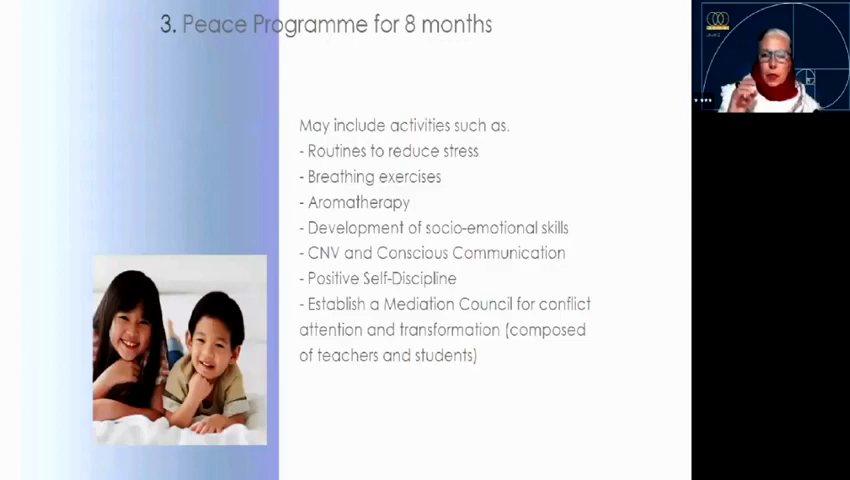 3. Peace Programme for 8 months
May include activities such as.
- Routines to reduce stress
- Breathing exercises
- Aromatherapy
- Development of socio-emotional skills
- CNV and Conscious Communication
- Positive Self-Discipline
- Establish a Mediation Council for conflict
attention and transformation (composed
of teachers and students)